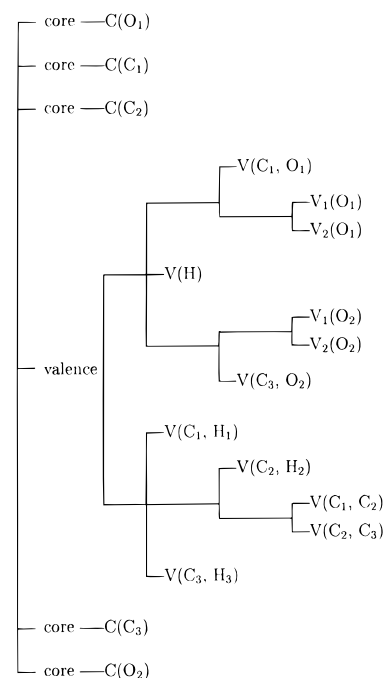 core C(O₁)
core C(C₁)
core C(C₂)
V(C₁, O₁)
V₁(O₁)
V₂(O₁)
V(H)
V₁(O₂)
V₂(O₂)
valence
V(C₃, O₂)
V(C₁, H₁)
V(C₂, H₂)
V(C₁, C₂)
V(C₂, C₃)
V(C₃, H₃)
core C(C₃)
core C(O₂)